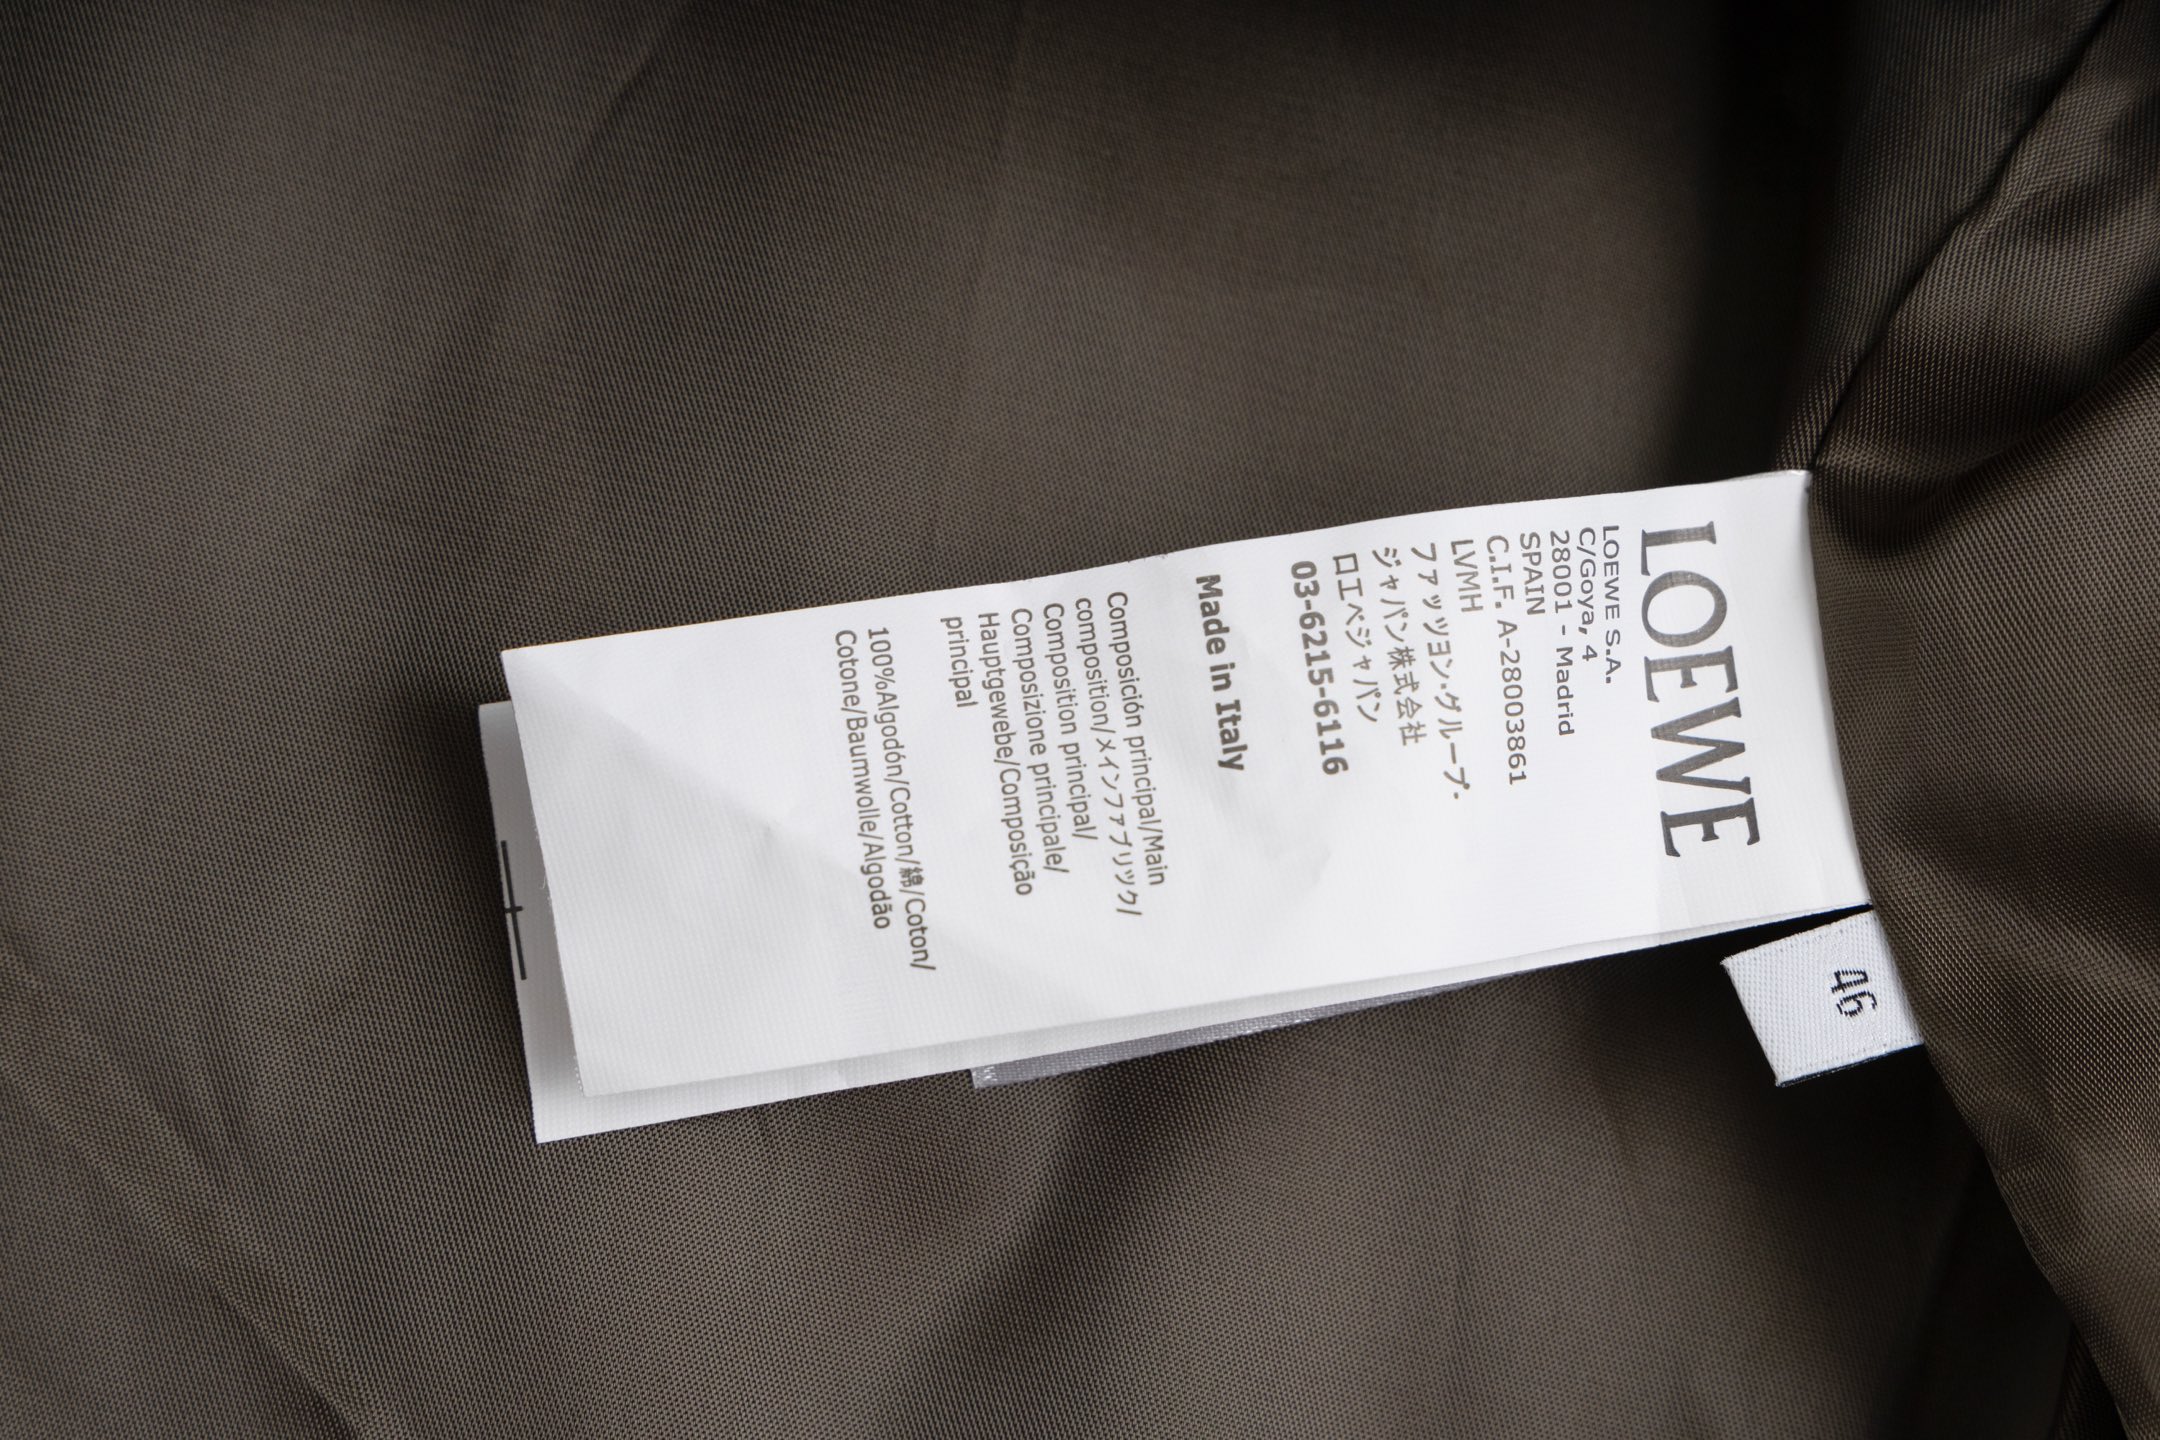 LOEWE
LOEWE S.A.
C/Goya, 4
28001 - Madrid
SPAIN
C.I.F. A-28003861
LVMH
ファッツヨン・グループ・
ジャパン株式会社
ロエベジャパン
03-6215-6116
Made in Italy
Composición principal/Main
composition/メインファブリツク/
Composition principal/
Composizione principale/
Hauptgewebe/Composição
principal
100%Algodón/Cotton/綿/Coton/
Cotone/Baumwolle/Algodão
46